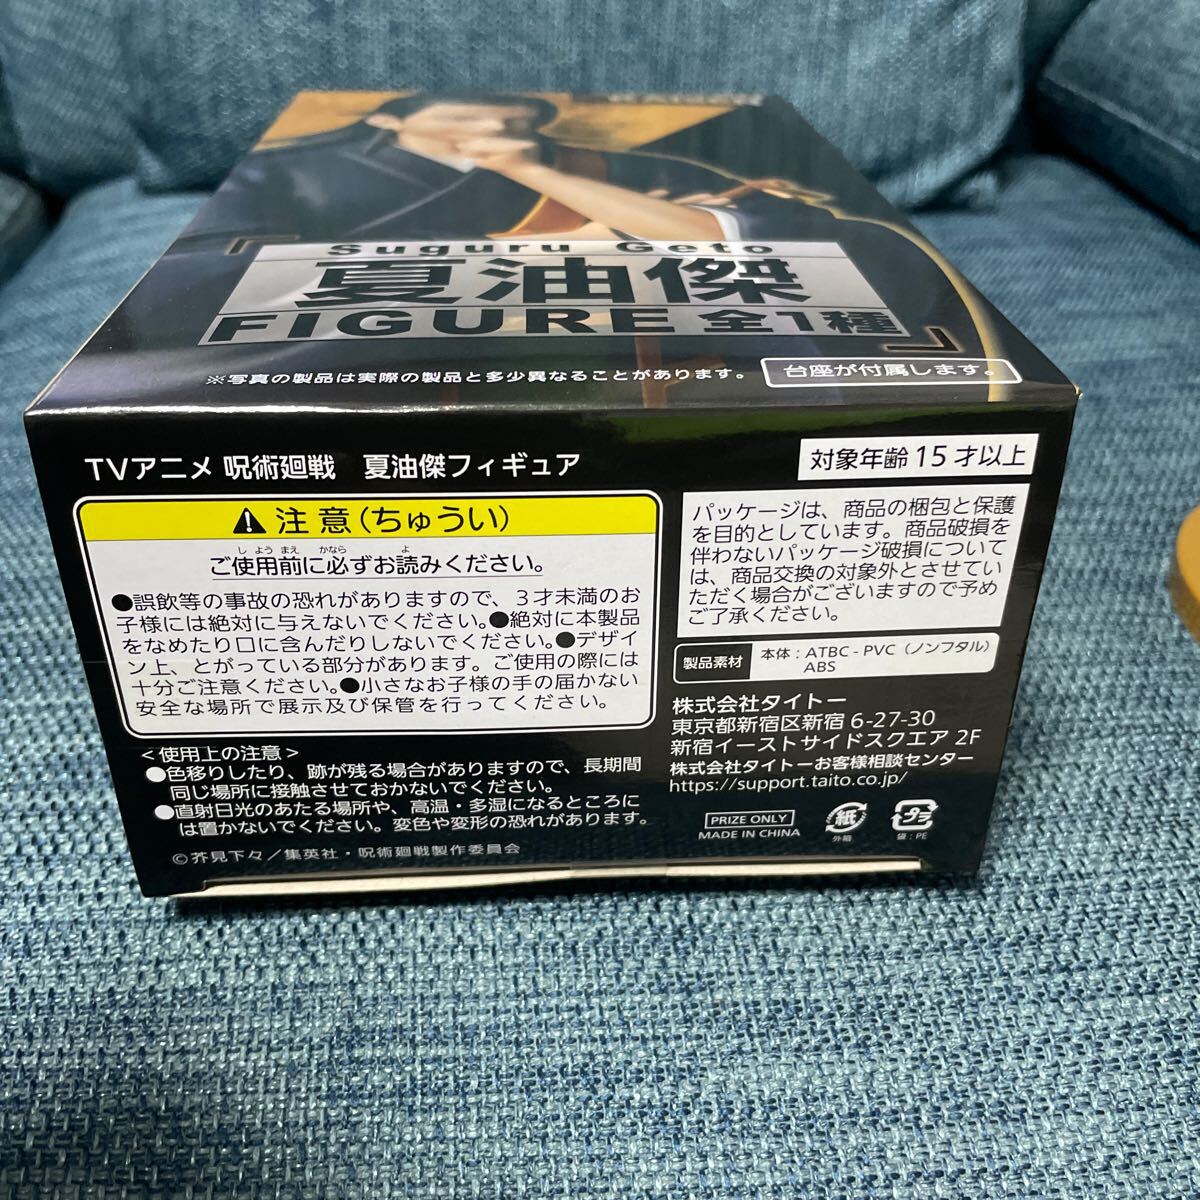 『
Suguru Geto
夏油傑
FIGURE 全1種
』
※写真の製品は実際の製品と多少異なることがあります。
台座が付属します。
TVアニメ 呪術廻戦　夏油傑フィギュア
対象年齢 15 才以上
⚠注意(ちゅうい)
し よう まえ かなら よ
ご使用前に必ずお読みください。
●誤飲等の事故の恐れがありますので、3才未満のお
子様には絶対に与えないでください。●絶対に本製品
をなめたり口に含んだりしないでください。●デザイ
ン上、とがっている部分があります。ご使用の際には
十分ご注意ください。●小さなお子様の手の届かない
安全な場所で展示及び保管を行ってください。
<使用上の注意>
●色移りしたり、跡が残る場合がありますので、長期間
同じ場所に接触させておかないでください。
●直射日光のあたる場所や、高温・多湿になるところに
は置かないでください。変色や変形の恐れがあります。
©芥見下々／集英社・呪術廻戦製作委員会
パッケージは、商品の梱包と保護
を目的としています。商品破損を
伴わないパッケージ破損について
は、商品交換の対象外とさせてい
ただく場合がございますので予め
ご了承ください。
製品素材
本体：ATBC-PVC（ノンフタル）
ABS
株式会社タイトー
東京都新宿区新宿 6-27-30
新宿イーストサイドスクエア 2F
株式会社タイトーお客様相談センター
https://support.taito.co.jp/
PRIZE ONLY
MADE IN CHINA
紙
外箱
プラ
袋：PE